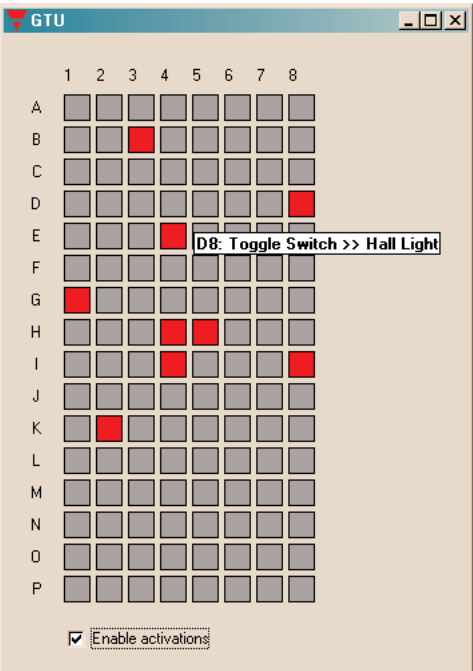 GTU
1 2 3 4 5 6 7 8
A
B
C
D
E
D8: Toggle Switch >> Hall Light
F
G
H
I
J
K
L
M
N
O
P
Enable activations